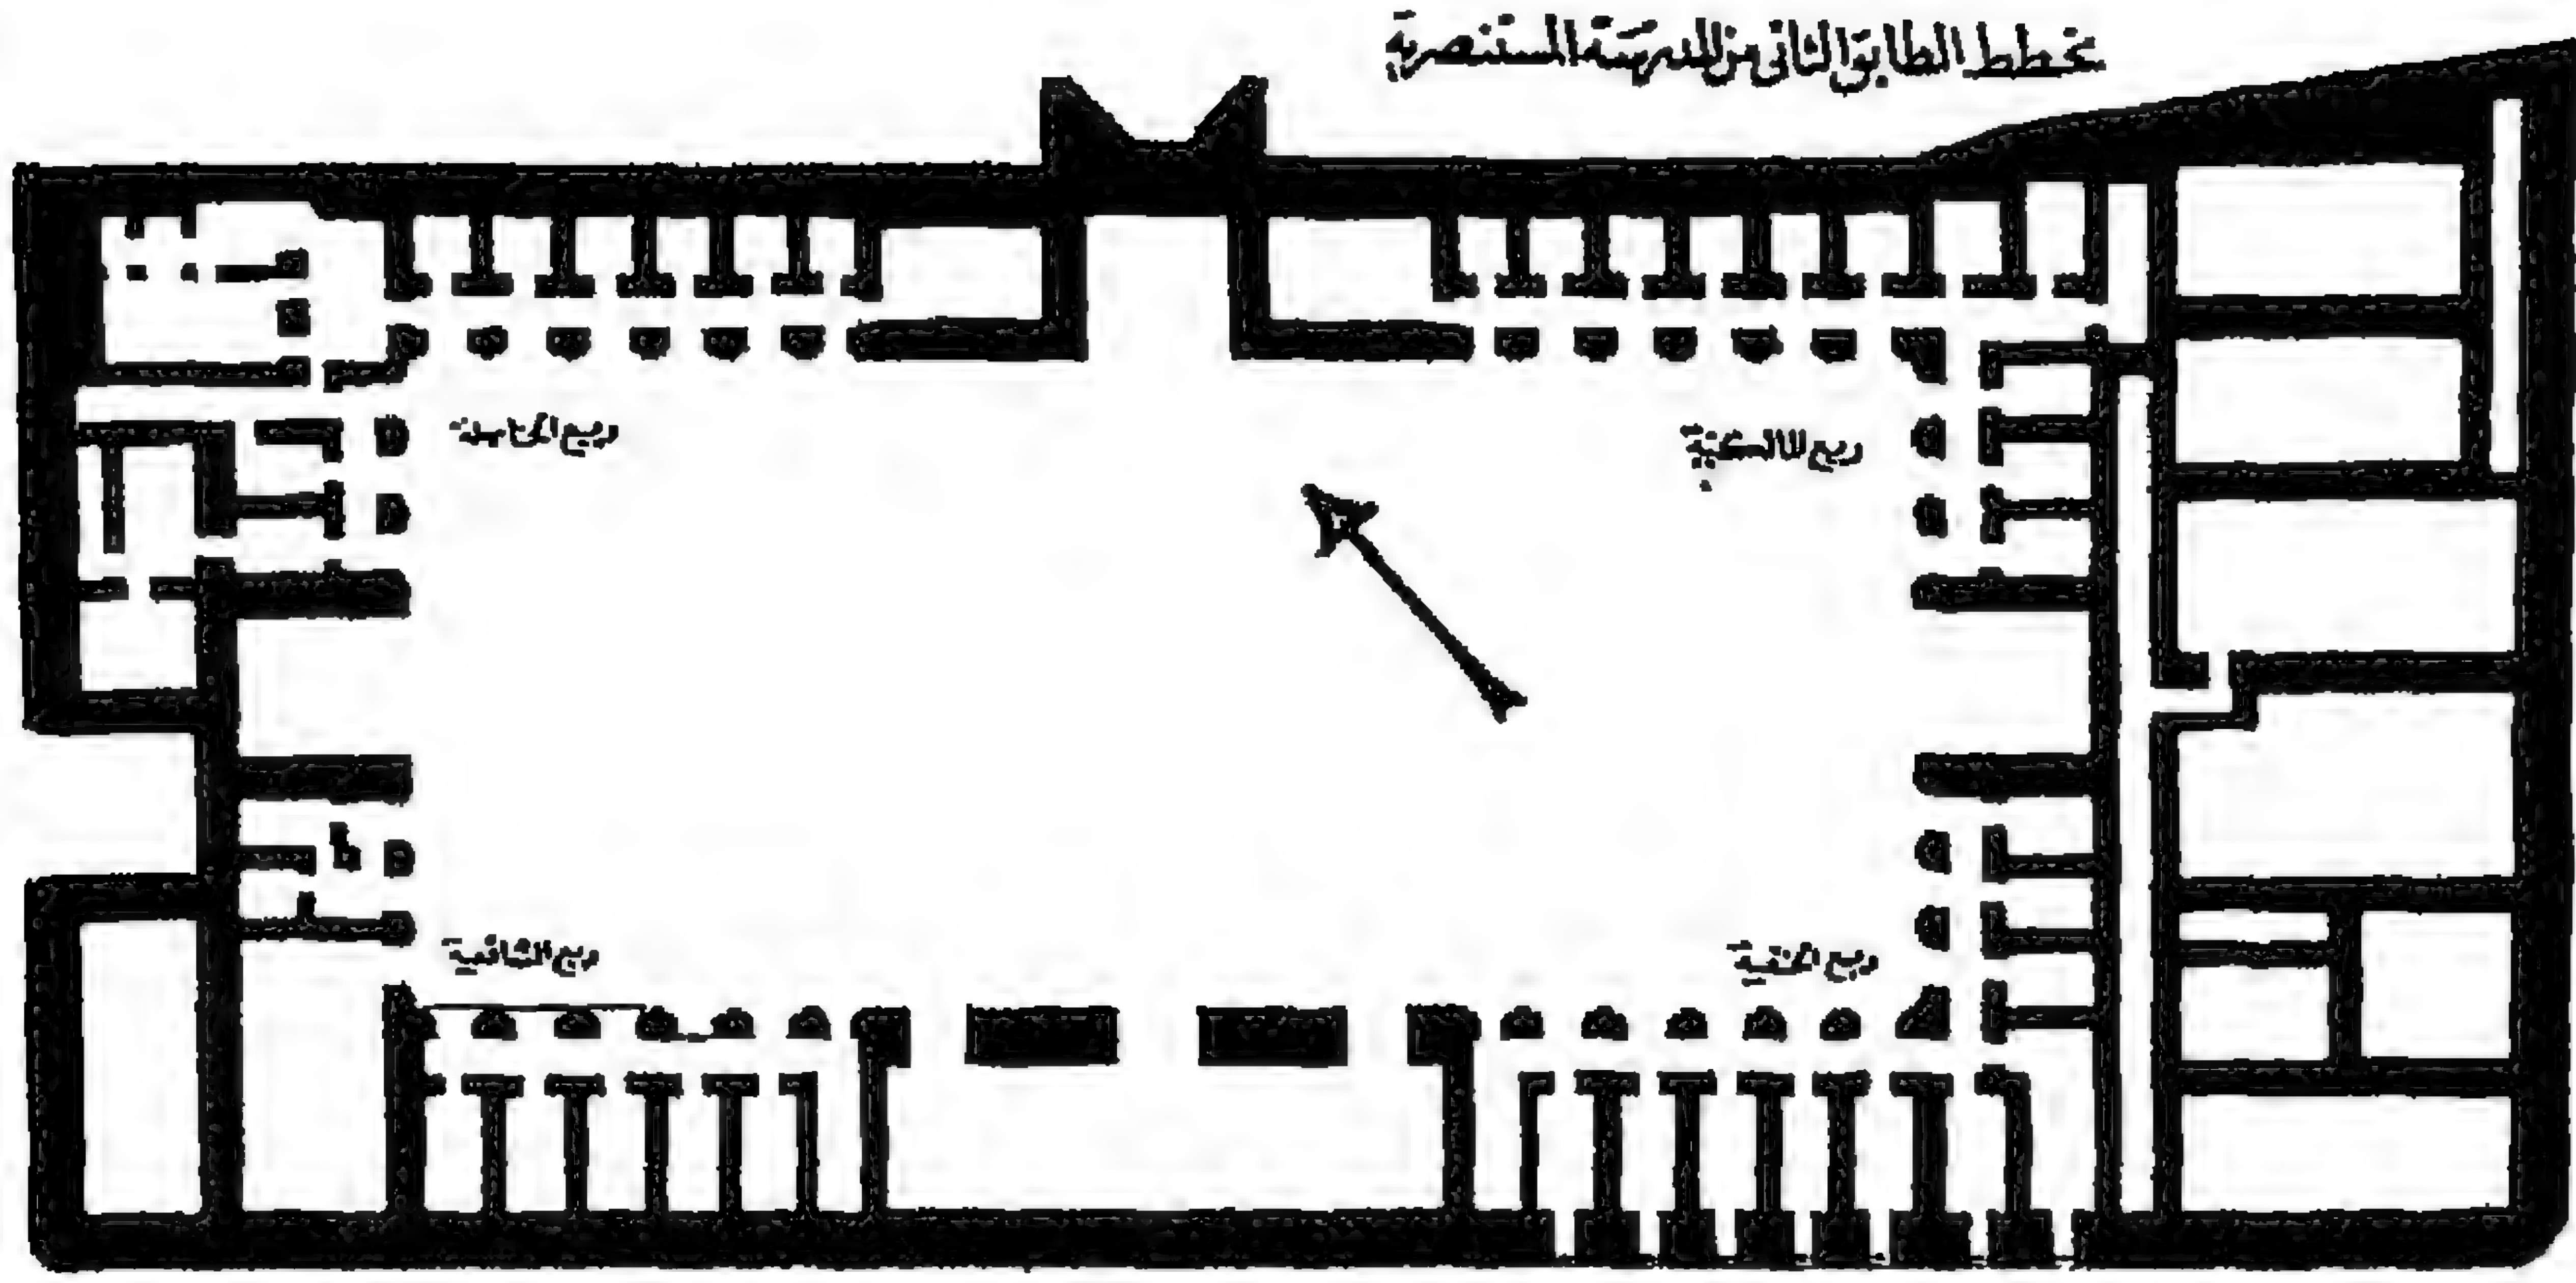 مخطط الطابق الثاني من المدرسة المستنصرية
ربع المالكية
ربع الحنابلة
ربع الحنفية
ربع الشافعية